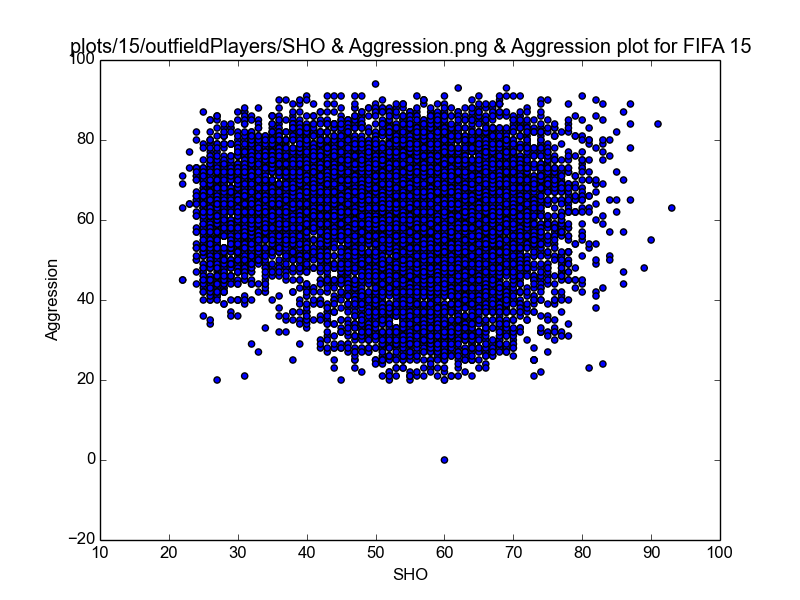 plots/15/outfieldPlayers/SHO & Aggression.png & Aggression plot for FIFA 15
100
80
60
40
20
0
−20
Aggression
10 20 30 40 50 60 70 80 90 100
SHO